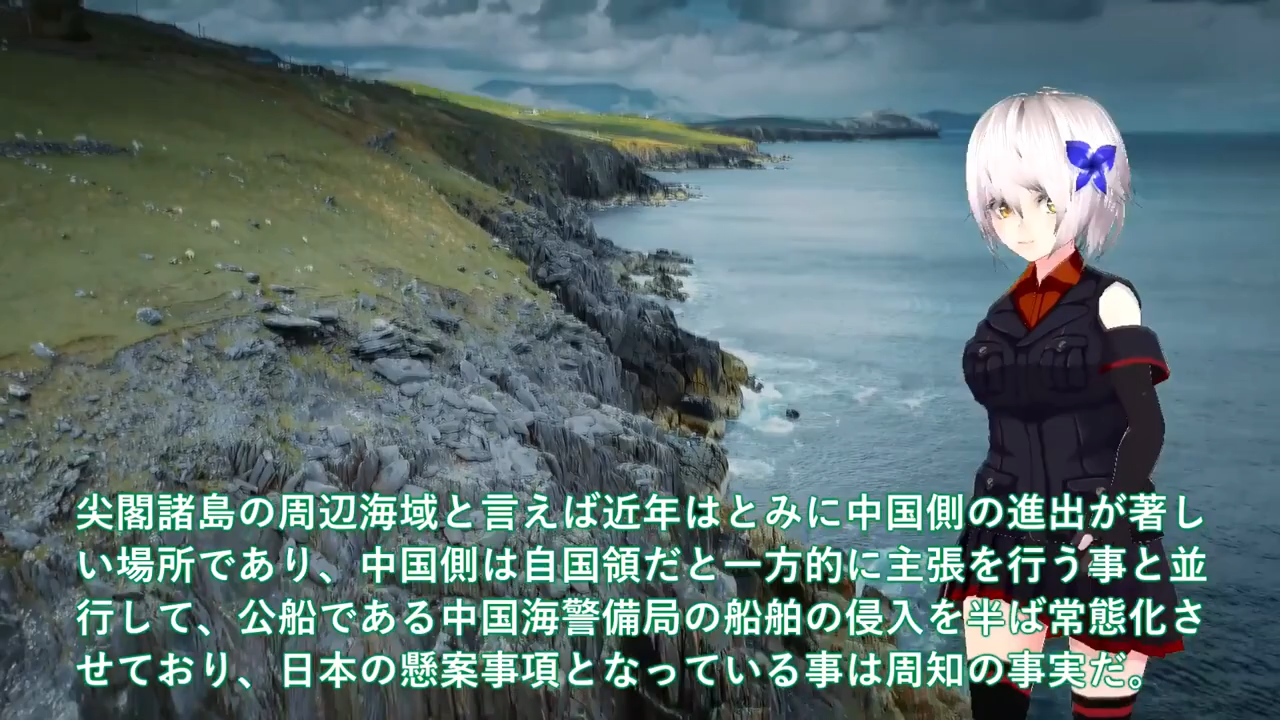 尖閣諸島の周辺海域と言えば近年はとみに中国側の進出が著し
い場所であり、中国側は自国領だと一方的に主張を行う事と並
行して、公船である中国海警備局の船舶の侵入を半ば常態化さ
せており、日本の懸案事項となっている事は周知の事実だ。